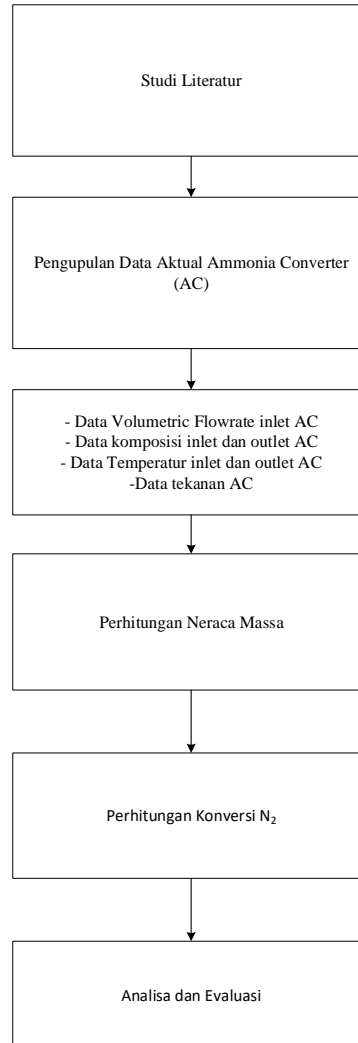 Studi Literatur
Pengupulan Data Aktual Ammonia Converter
(AC)
- Data Volumetric Flowrate inlet AC
- Data komposisi inlet dan outlet AC
- Data Temperatur inlet dan outlet AC
-Data tekanan AC
Perhitungan Neraca Massa
Perhitungan Konversi N₂
Analisa dan Evaluasi